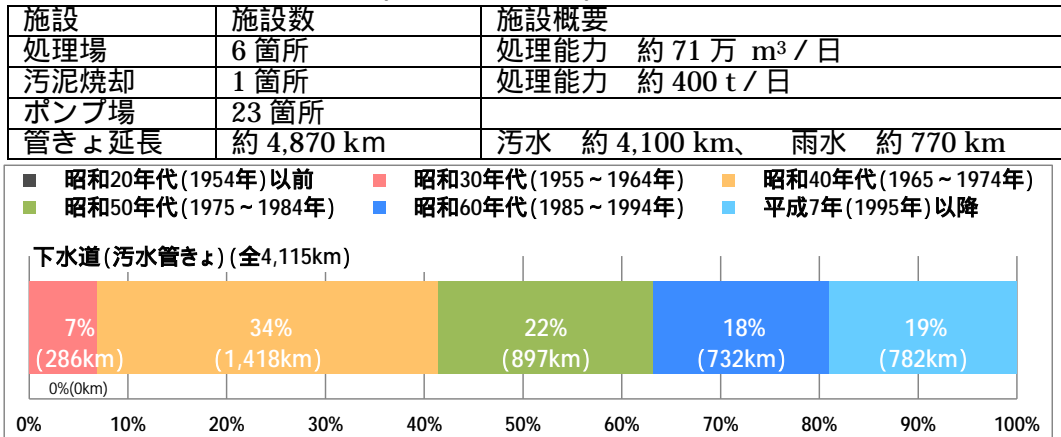 施設 施設数 施設概要
処理場 6 箇所 処理能力 約 71 万 m³ / 日
汚泥焼却 1 箇所 処理能力 約 400 t / 日
ポンプ場 23 箇所
管きょ延長 約 4,870 km 汚水 約 4,100 km、 雨水 約 770 km
昭和20年代(1954年)以前 昭和30年代(1955~1964年) 昭和40年代(1965~1974年)
昭和50年代(1975~1984年) 昭和60年代(1985~1994年) 平成7年(1995年)以降
下水道(汚水管きょ)(全4,115km)
7% 34% 22% 18% 19%
(286km) (1,418km) (897km) (732km) (782km)
0%(0km)
0% 10% 20% 30% 40% 50% 60% 70% 80% 90% 100%